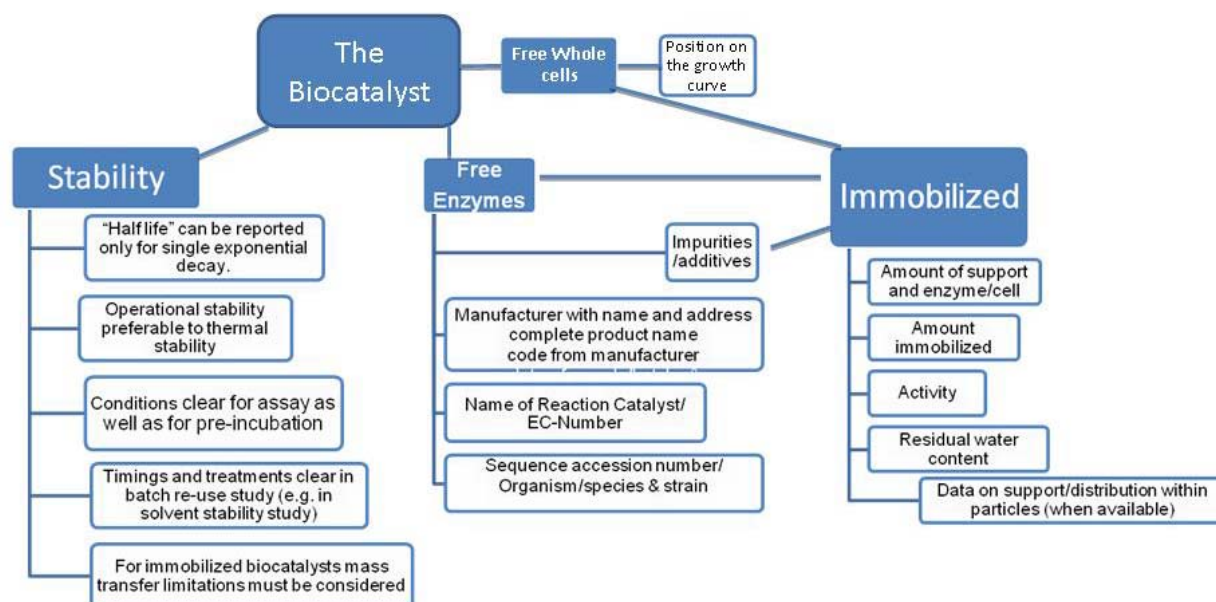 The
Biocatalyst
Free Whole
cells
Position on
the growth
curve
Stability
"Half life" can be reported
only for single exponential
decay.
Operational stability
preferable to thermal
stability
Conditions clear for assay as
well as for pre-incubation
Timings and treatments clear in
batch re-use study (e.g. in
solvent stability study)
For immobilized biocatalysts mass
transfer limitations must be considered
Free
Enzymes
Impurities
/additives
Manufacturer with name and address
complete product name
code from manufacturer
Name of Reaction Catalyst/
EC-Number
Sequence accession number/
Organism/species & strain
Immobilized
Amount of support
and enzyme/cell
Amount
immobilized
Activity
Residual water
content
Data on support/distribution within
particles (when available)